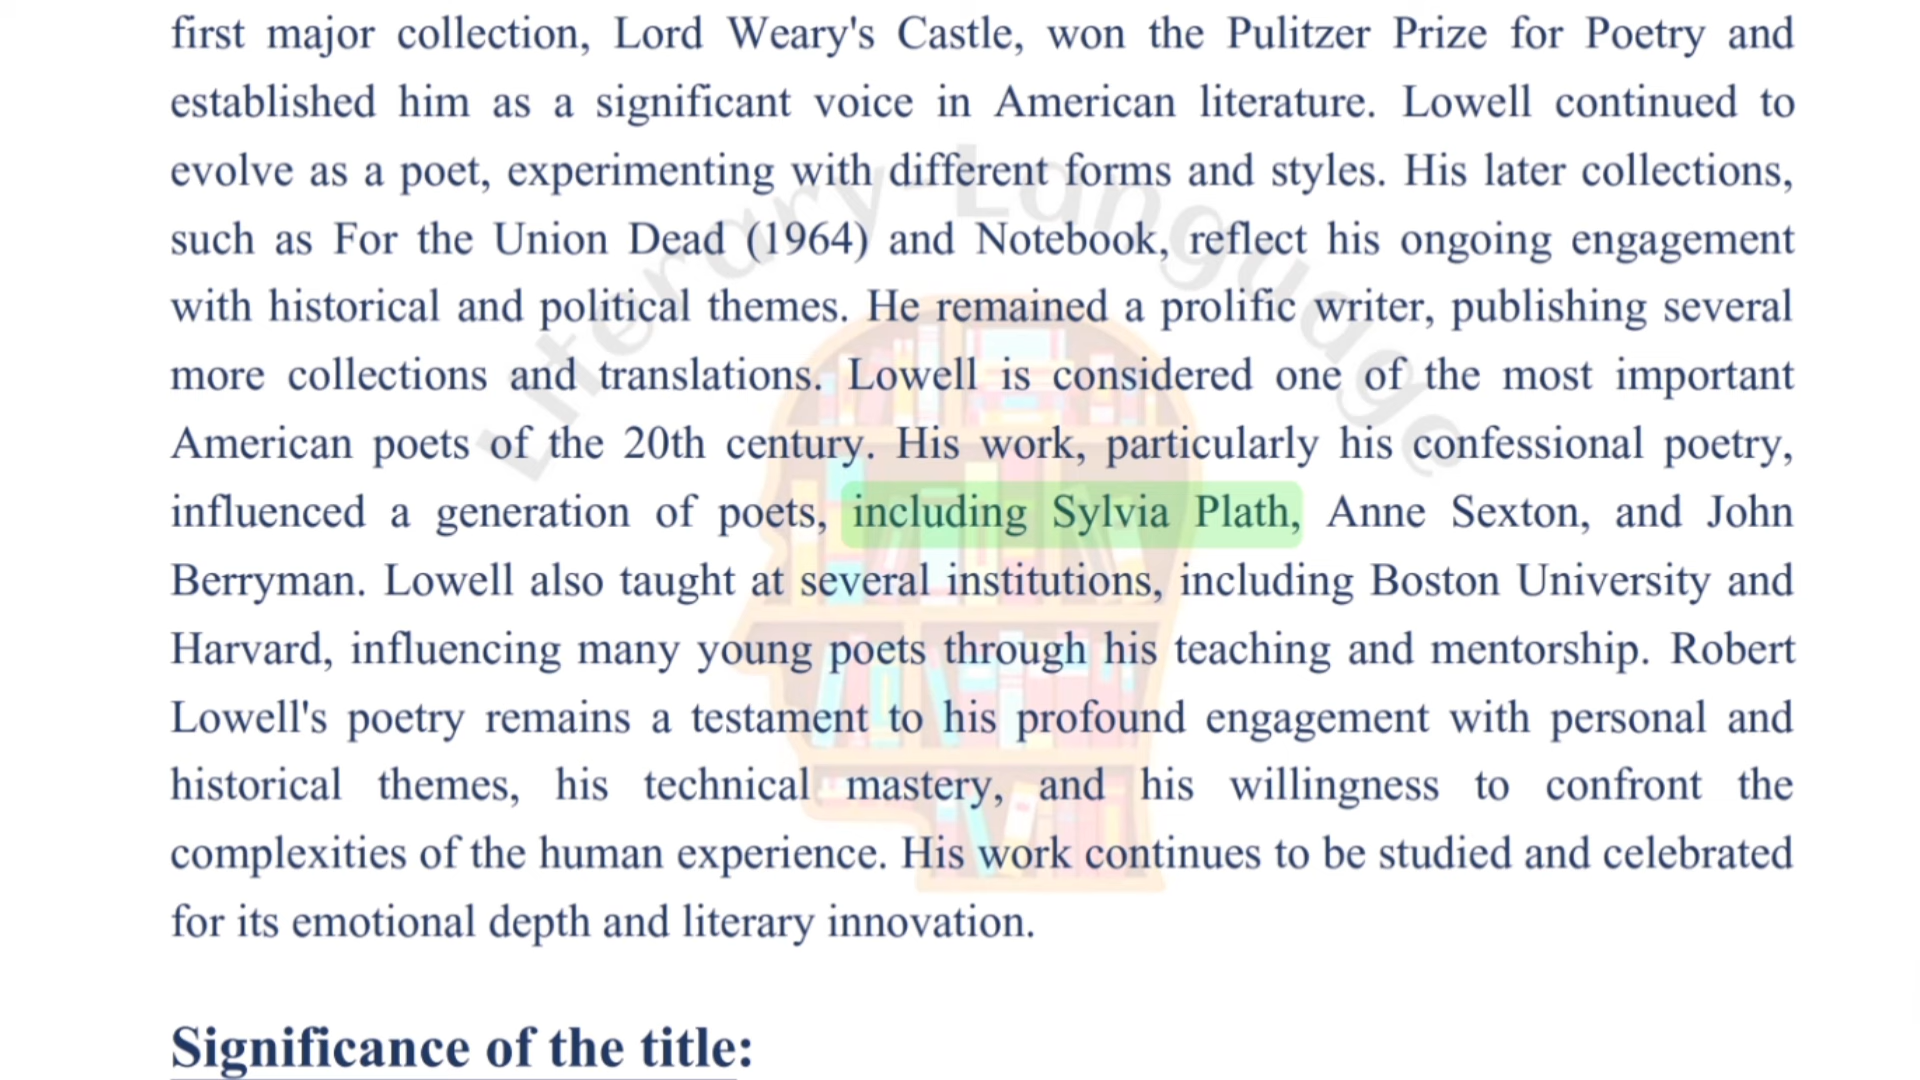 first major collection, Lord Weary's Castle, won the Pulitzer Prize for Poetry and
established him as a significant voice in American literature. Lowell continued to
evolve as a poet, experimenting with different forms and styles. His later collections,
such as For the Union Dead (1964) and Notebook, reflect his ongoing engagement
with historical and political themes. He remained a prolific writer, publishing several
more collections and translations. Lowell is considered one of the most important
American poets of the 20th century. His work, particularly his confessional poetry,
influenced a generation of poets, including Sylvia Plath, Anne Sexton, and John
Berryman. Lowell also taught at several institutions, including Boston University and
Harvard, influencing many young poets through his teaching and mentorship. Robert
Lowell's poetry remains a testament to his profound engagement with personal and
historical themes, his technical mastery, and his willingness to confront the
complexities of the human experience. His work continues to be studied and celebrated
for its emotional depth and literary innovation.
Significance of the title:
Literary-Language